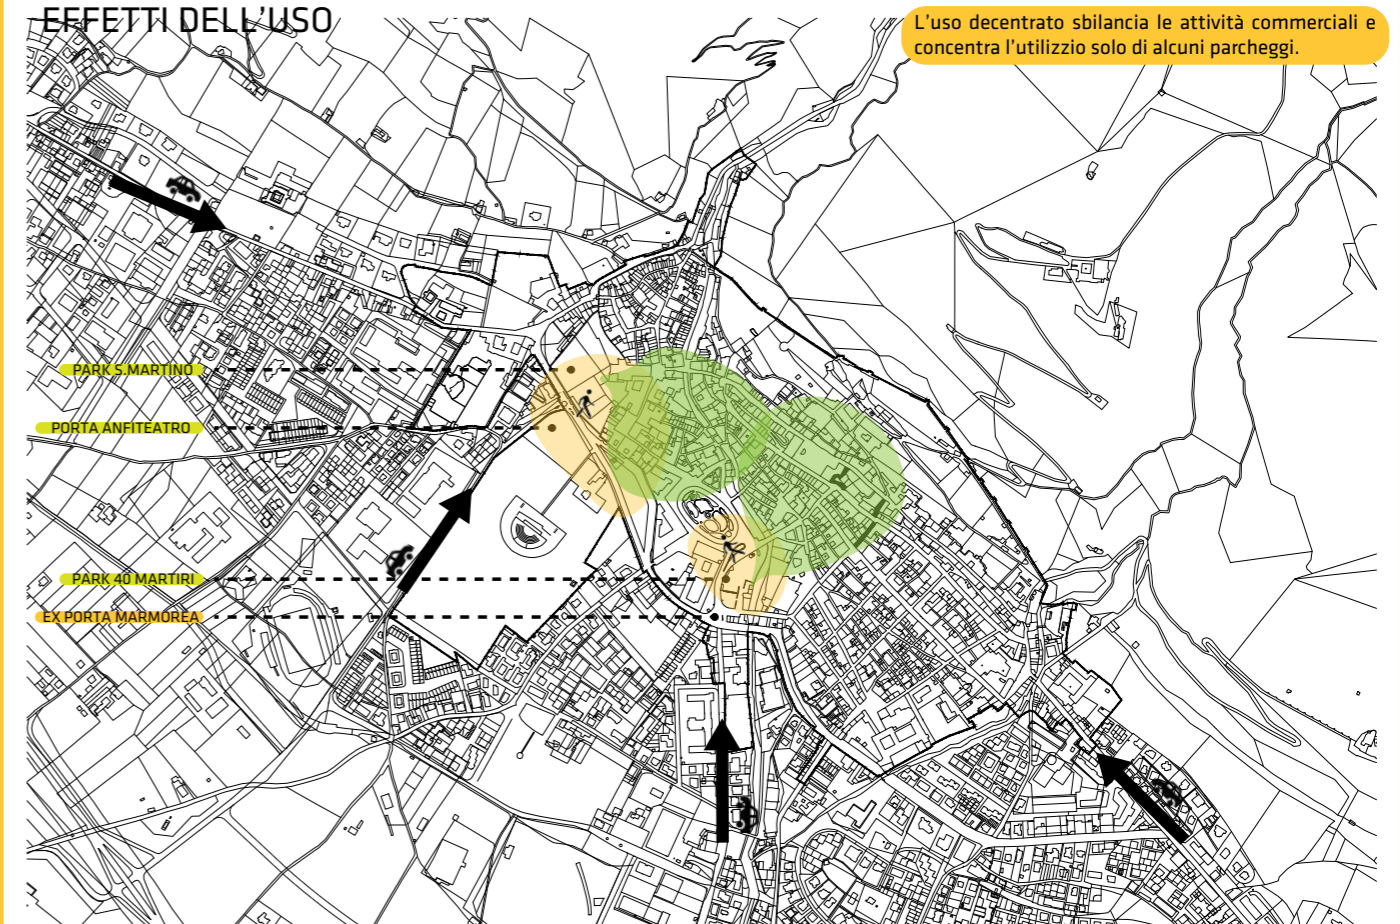 EFFETTI DELL'USO
L'uso decentrato sbilancia le attività commerciali e
concentra l'utilizzio solo di alcuni parcheggi.
PARK S.MARTINO
PORTA ANFITEATRO
PARK 40 MARTIRI
EX PORTA MARMOREA